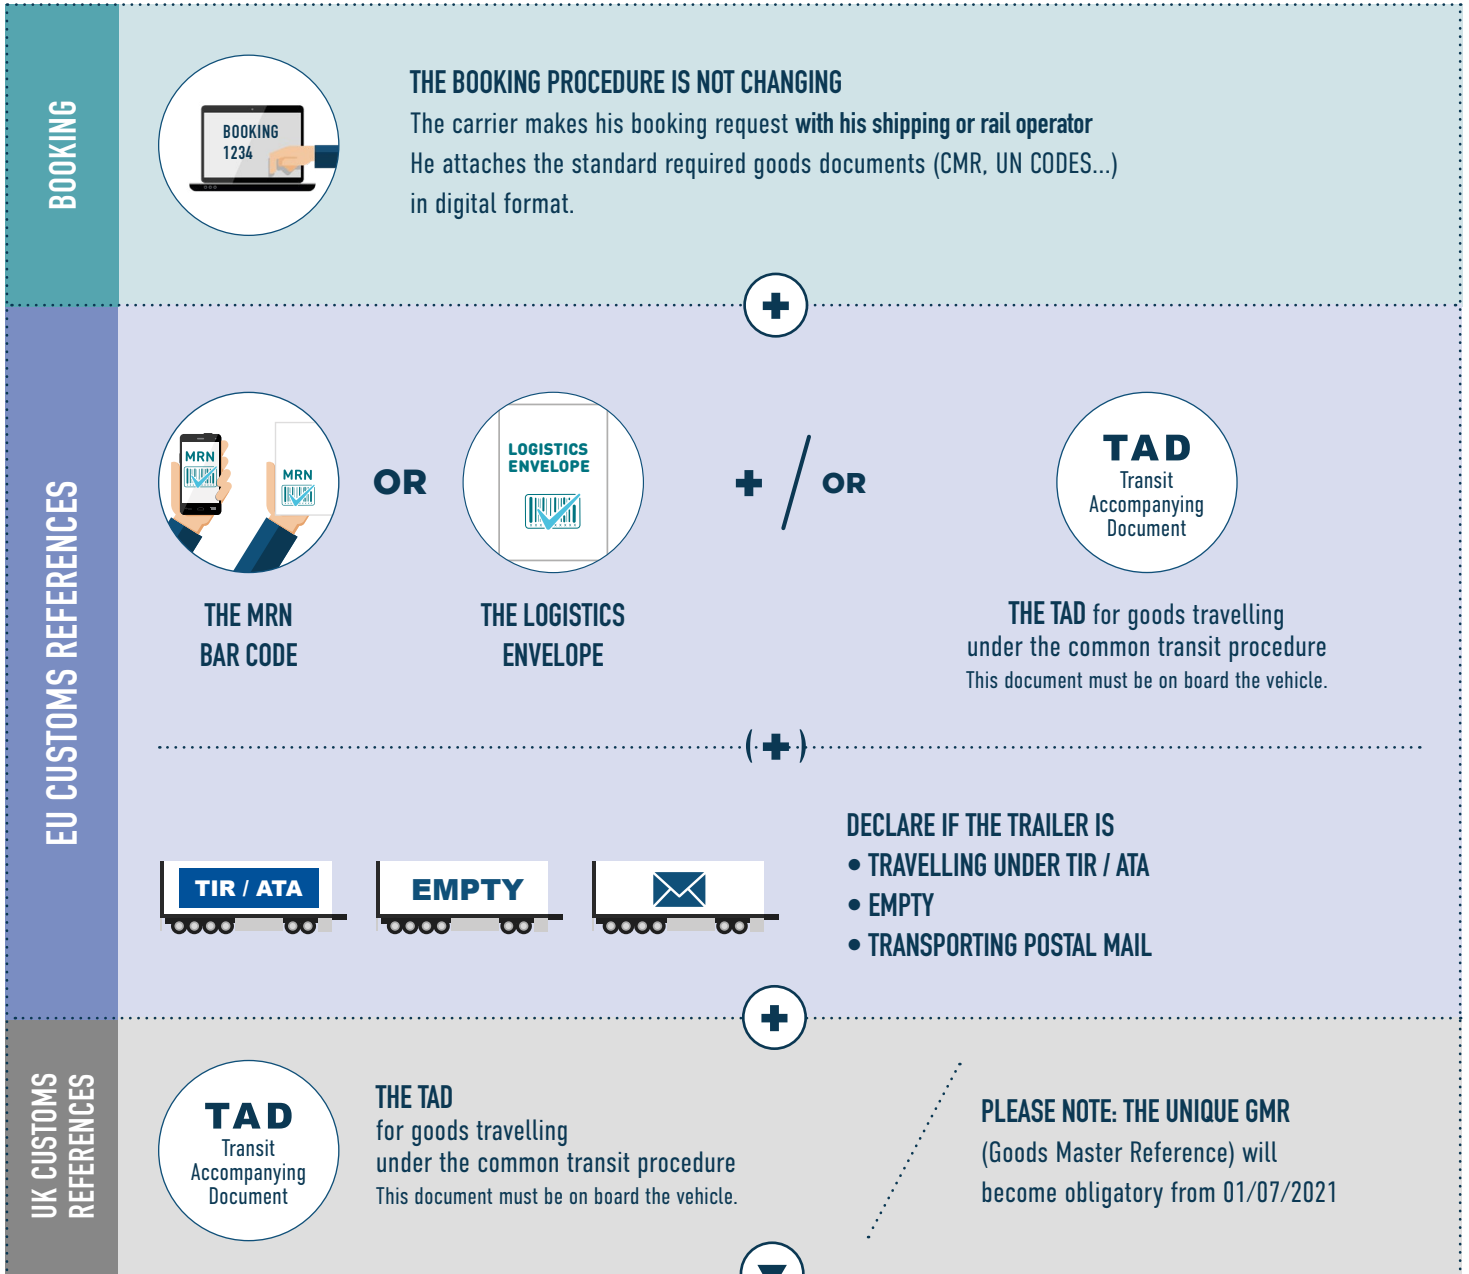 BOOKING
BOOKING
1234
THE BOOKING PROCEDURE IS NOT CHANGING
The carrier makes his booking request with his shipping or rail operator
He attaches the standard required goods documents (CMR, UN CODES...)
in digital format.
EU CUSTOMS REFERENCES
MRN
MRN
OR
LOGISTICS
ENVELOPE
+ / OR
TAD
Transit
Accompanying
Document
THE MRN
BAR CODE
THE LOGISTICS
ENVELOPE
THE TAD for goods travelling
under the common transit procedure
This document must be on board the vehicle.
(+)
TIR / ATA
EMPTY
DECLARE IF THE TRAILER IS
• TRAVELLING UNDER TIR / ATA
• EMPTY
• TRANSPORTING POSTAL MAIL
UK CUSTOMS
REFERENCES
TAD
Transit
Accompanying
Document
THE TAD
for goods travelling
under the common transit procedure
This document must be on board the vehicle.
PLEASE NOTE: THE UNIQUE GMR
(Goods Master Reference) will
become obligatory from 01/07/2021